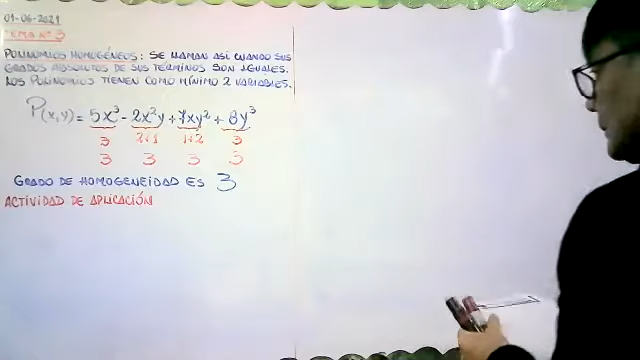 01-06-2021
TEMA Nº 3
POLINOMIOS HOMOGÉNEOS: SE LLAMAN ASI CUANDO SUS
GRADOS ABSOLUTOS DE SUS TÉRMINOS SON IGUALES.
LOS POLINOMIOS TIENEN COMO MÍNIMO 2 VARIABLES.
P(x,y) = 5x³ - 2x²y + 7xy² + 8y³
3 2+1 1+2 3
3 3 3 3
GRADO DE HOMOGENEIDAD ES 3
ACTIVIDAD DE APLICACIÓN